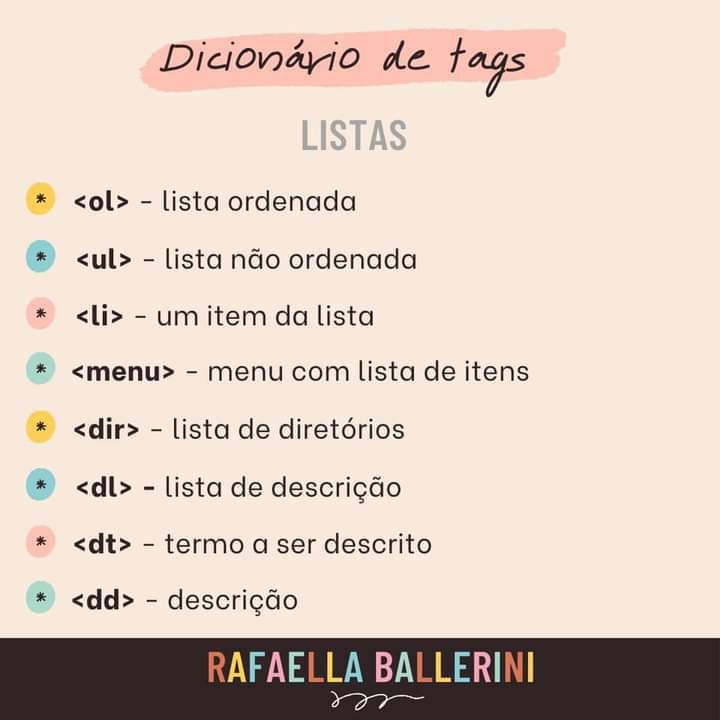 Dicionário de tags
LISTAS
* <ol> - lista ordenada
* <ul> - lista não ordenada
* <li> - um item da lista
* <menu> - menu com lista de itens
* <dir> - lista de diretórios
* <dl> - lista de descrição
* <dt> - termo a ser descrito
* <dd> - descrição
RAFAELLA BALLERINI